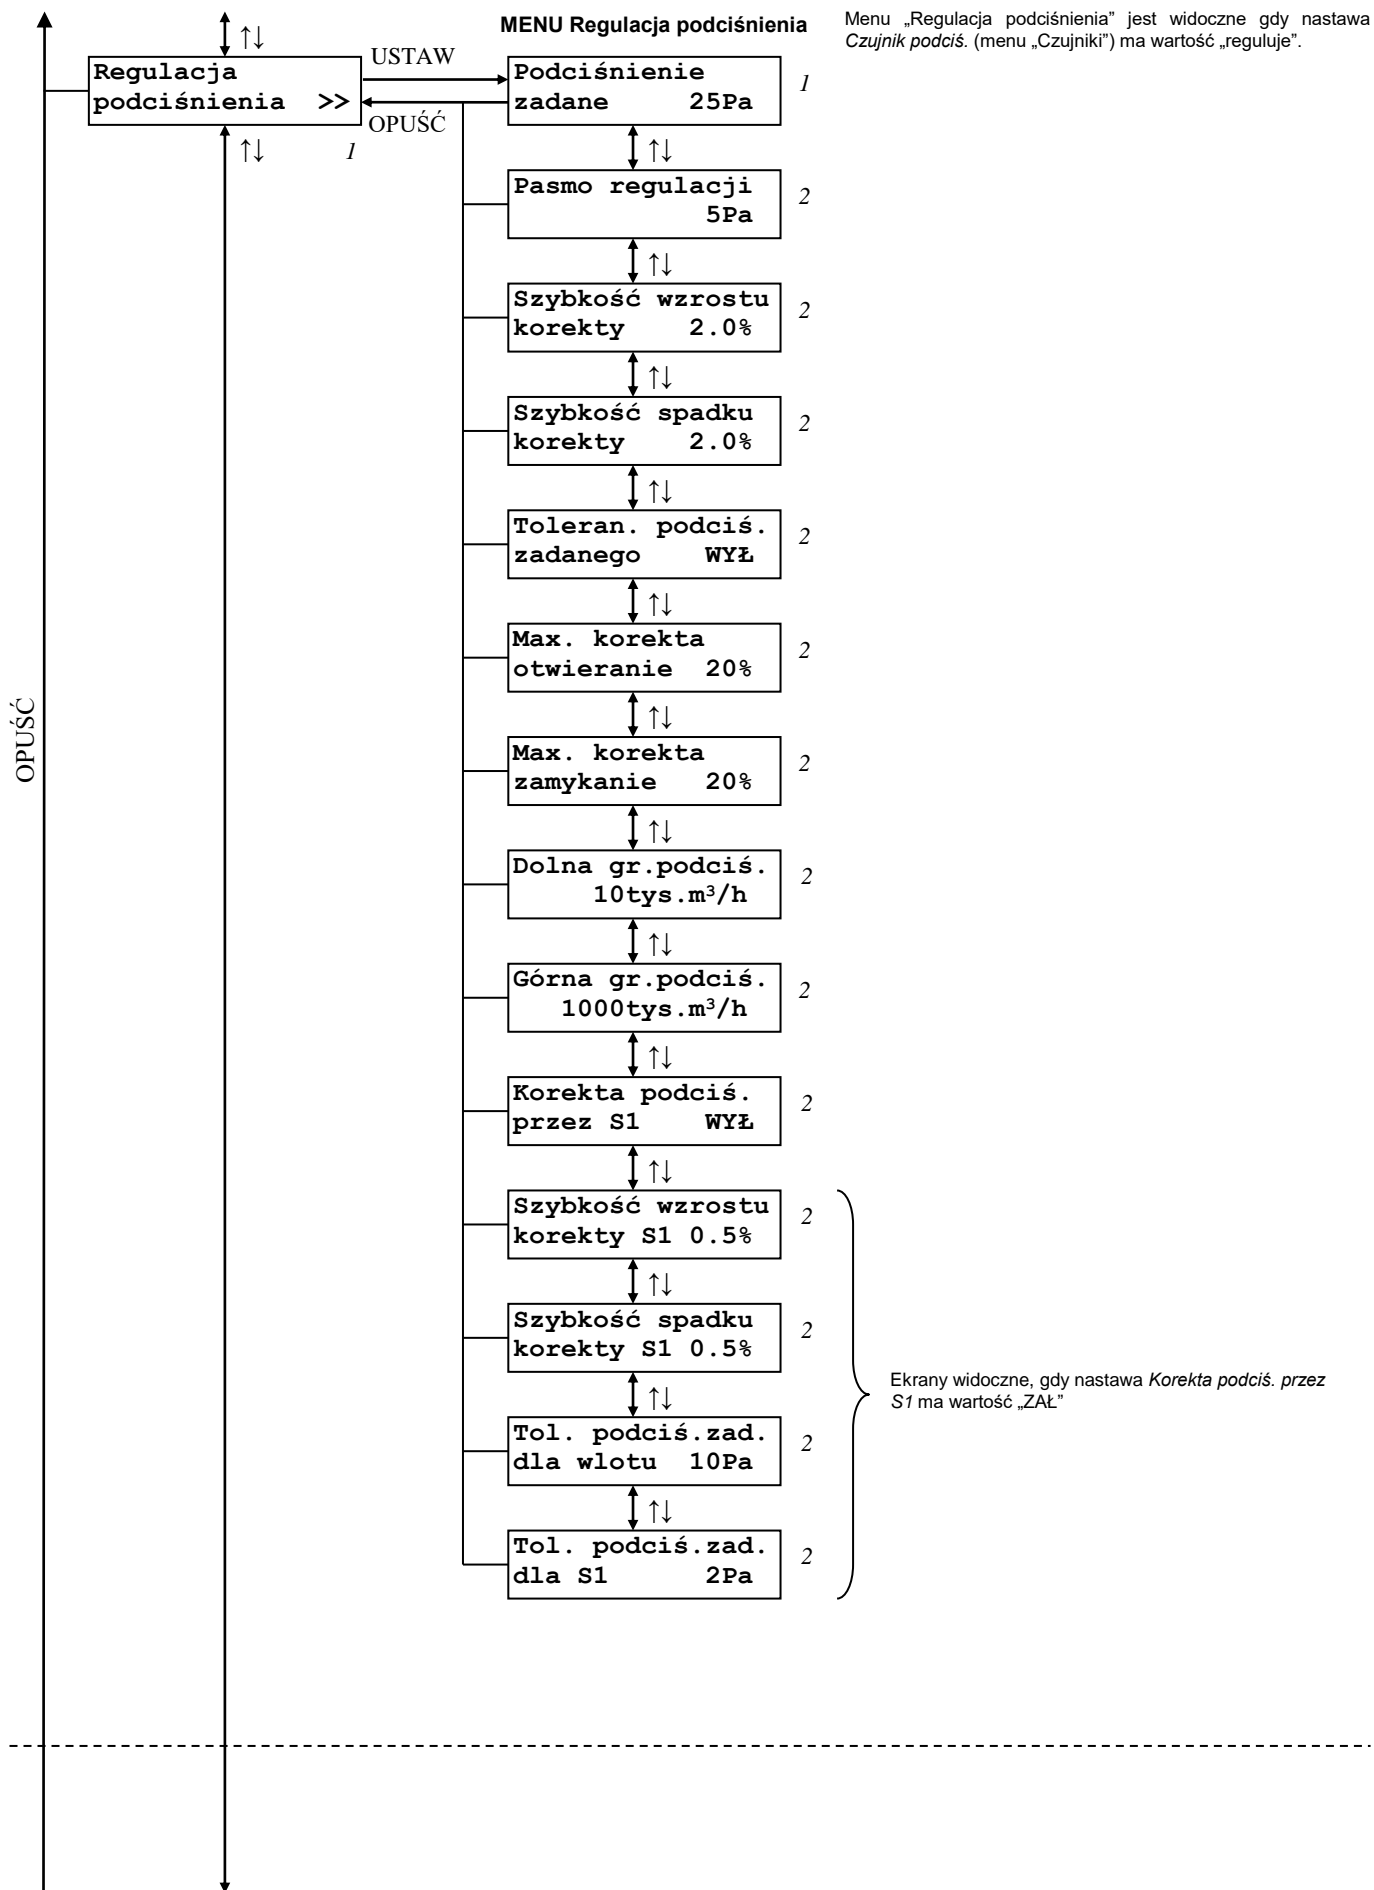 MENU Regulacja podciśnienia
Menu „Regulacja podciśnienia” jest widoczne gdy nastawa
Czujnik podciś. (menu „Czujniki”) ma wartość „reguluje”.
↑↓
Regulacja
podciśnienia >>
USTAW
OPUŚĆ
↑↓
1
Podciśnienie
zadane 25Pa
1
↑↓
Pasmo regulacji
5Pa
2
↑↓
Szybkość wzrostu
korekty 2.0%
2
↑↓
Szybkość spadku
korekty 2.0%
2
↑↓
Toleran. podciś.
zadanego WYŁ
2
↑↓
Max. korekta
otwieranie 20%
2
↑↓
OPUŚĆ
Max. korekta
zamykanie 20%
2
↑↓
Dolna gr.podciś.
10tys.m³/h
2
↑↓
Górna gr.podciś.
1000tys.m³/h
2
↑↓
Korekta podciś.
przez S1 WYŁ
2
↑↓
Szybkość wzrostu
korekty S1 0.5%
2
↑↓
Szybkość spadku
korekty S1 0.5%
2
↑↓
Ekrany widoczne, gdy nastawa Korekta podciś. przez
S1 ma wartość „ZAŁ”
Tol. podciś.zad.
dla wlotu 10Pa
2
↑↓
Tol. podciś.zad.
dla S1 2Pa
2